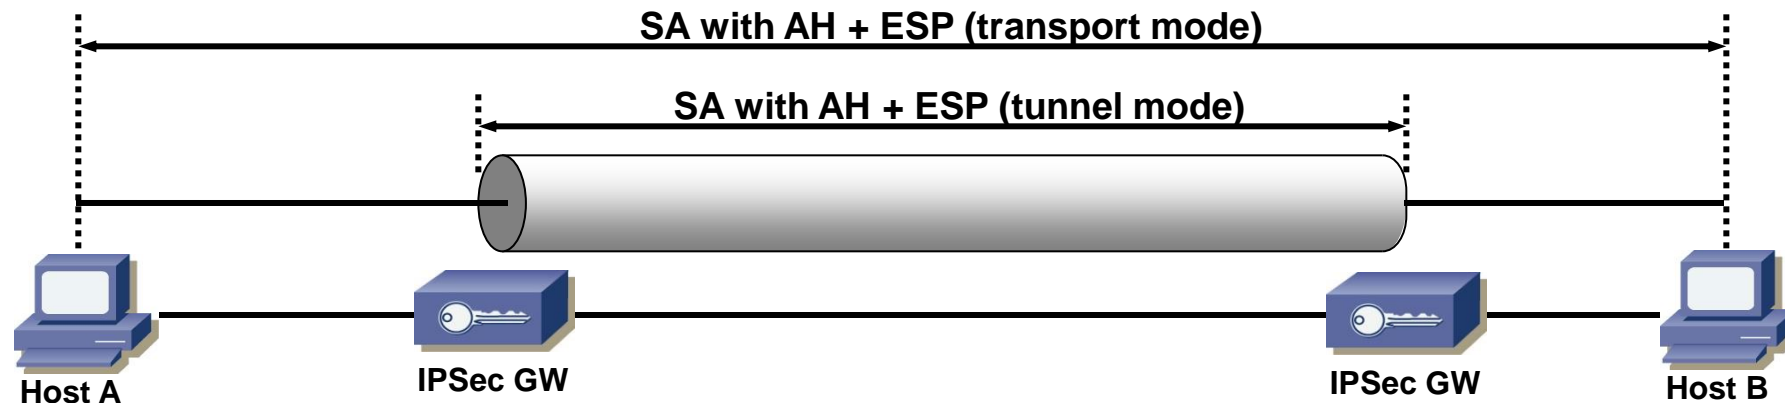 SA with AH + ESP (transport mode)
SA with AH + ESP (tunnel mode)
Host A
IPSec GW
IPSec GW
Host B